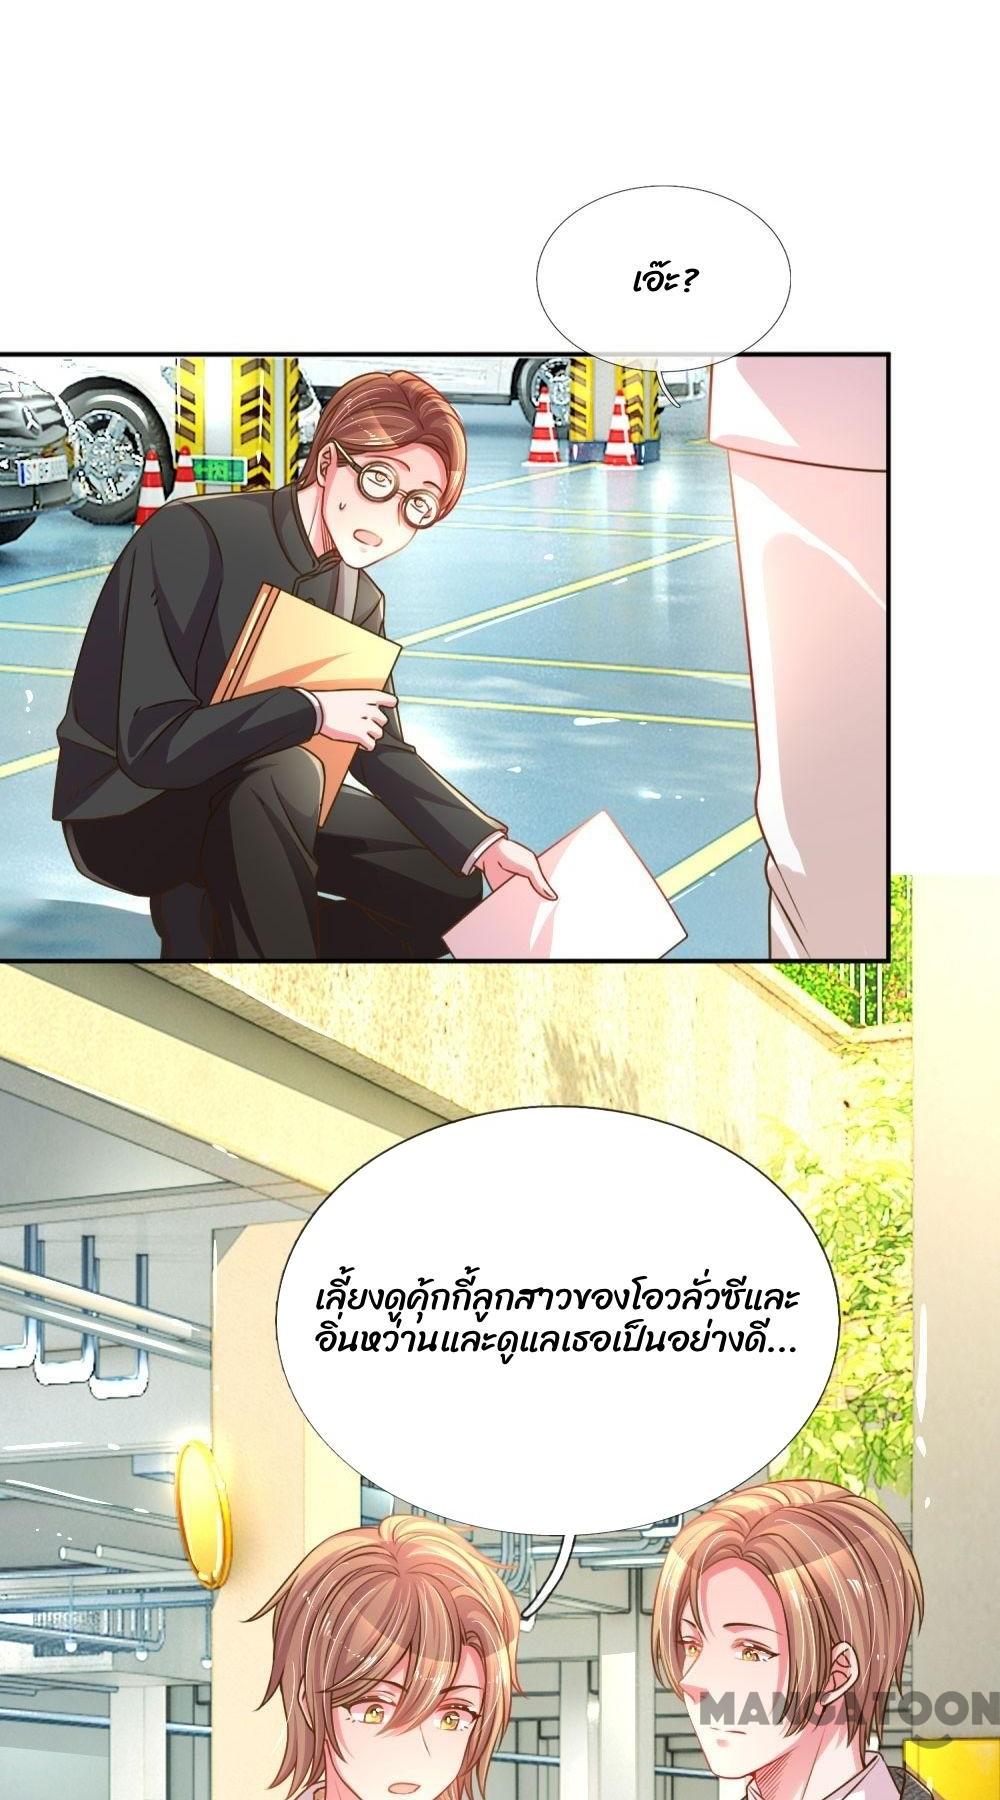 เอ๊ะ?
เลี้ยงดูคุ้กกี้ลูกสาวของโอวลั่วซีและ
อิ่นหว่านและดูแลเธอเป็นอย่างดี...
MANGATOON